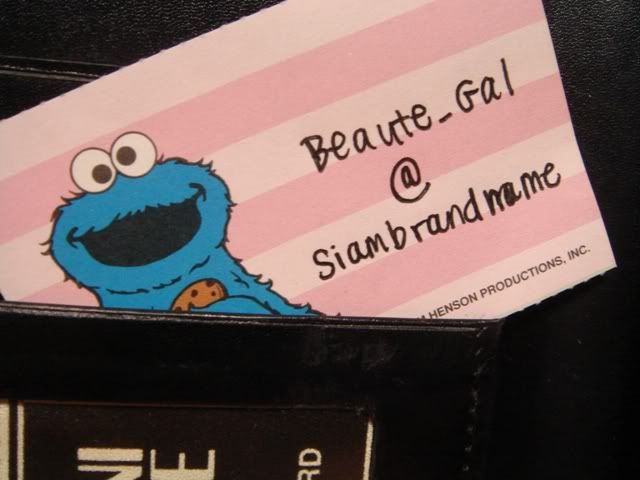 Beaute_Gal
@
Siambrandname
HENSON PRODUCTIONS, INC.